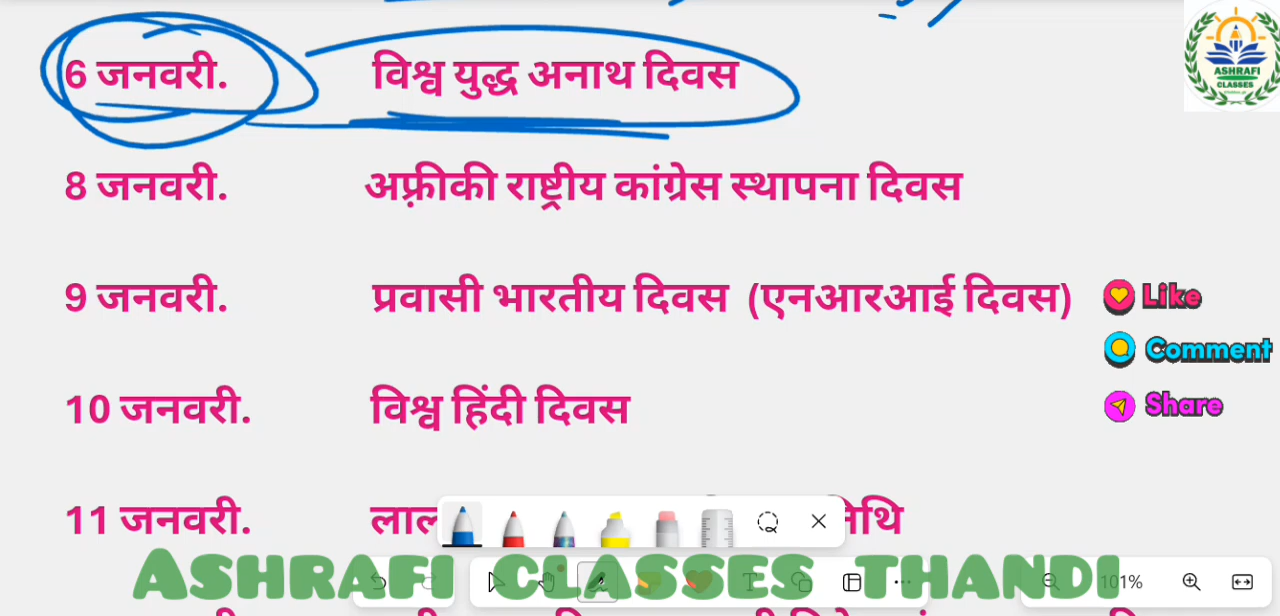 ASHRAFI
CLASSES
6 जनवरी. विश्व युद्ध अनाथ दिवस
8 जनवरी. अफ़्रीकी राष्ट्रीय कांग्रेस स्थापना दिवस
9 जनवरी. प्रवासी भारतीय दिवस (एनआरआई दिवस)
Like
Comment
10 जनवरी. विश्व हिंदी दिवस
Share
11 जनवरी.
ASHRAFI CLASSES THANDI
101%